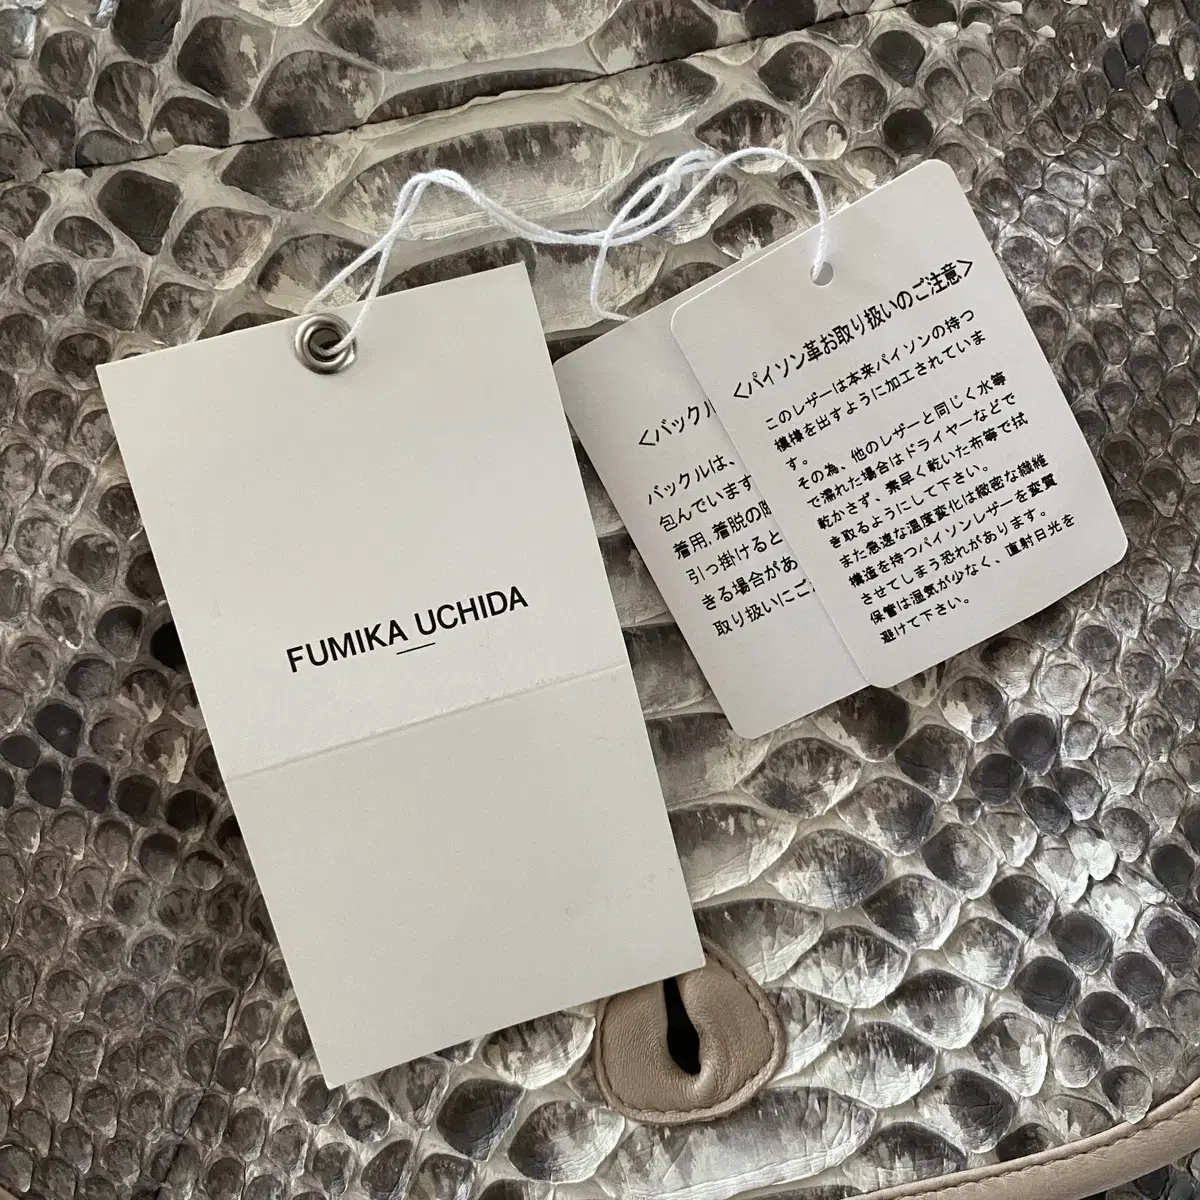 FUMIKA UCHIDA
<バックル
バックルは、
包んでいます
着用、着脱の
引っ掛けると
きる場合があ
取り扱いにご
<パイソン革お取り扱いのご注意>
このレザーは本来パイソンの持つ
模様を出すように加工されていま
す。
その為、他のレザーと同じく水等
で濡れた場合はドライヤーなどで
乾かさず、素早く乾いた布等で拭
き取るようにして下さい。
また急速な温度変化は緻密な繊維
構造を持つパイソンレザーを変質
させてしまう恐れがあります。
保管は湿気が少なく、直射日光を
避けて下さい。